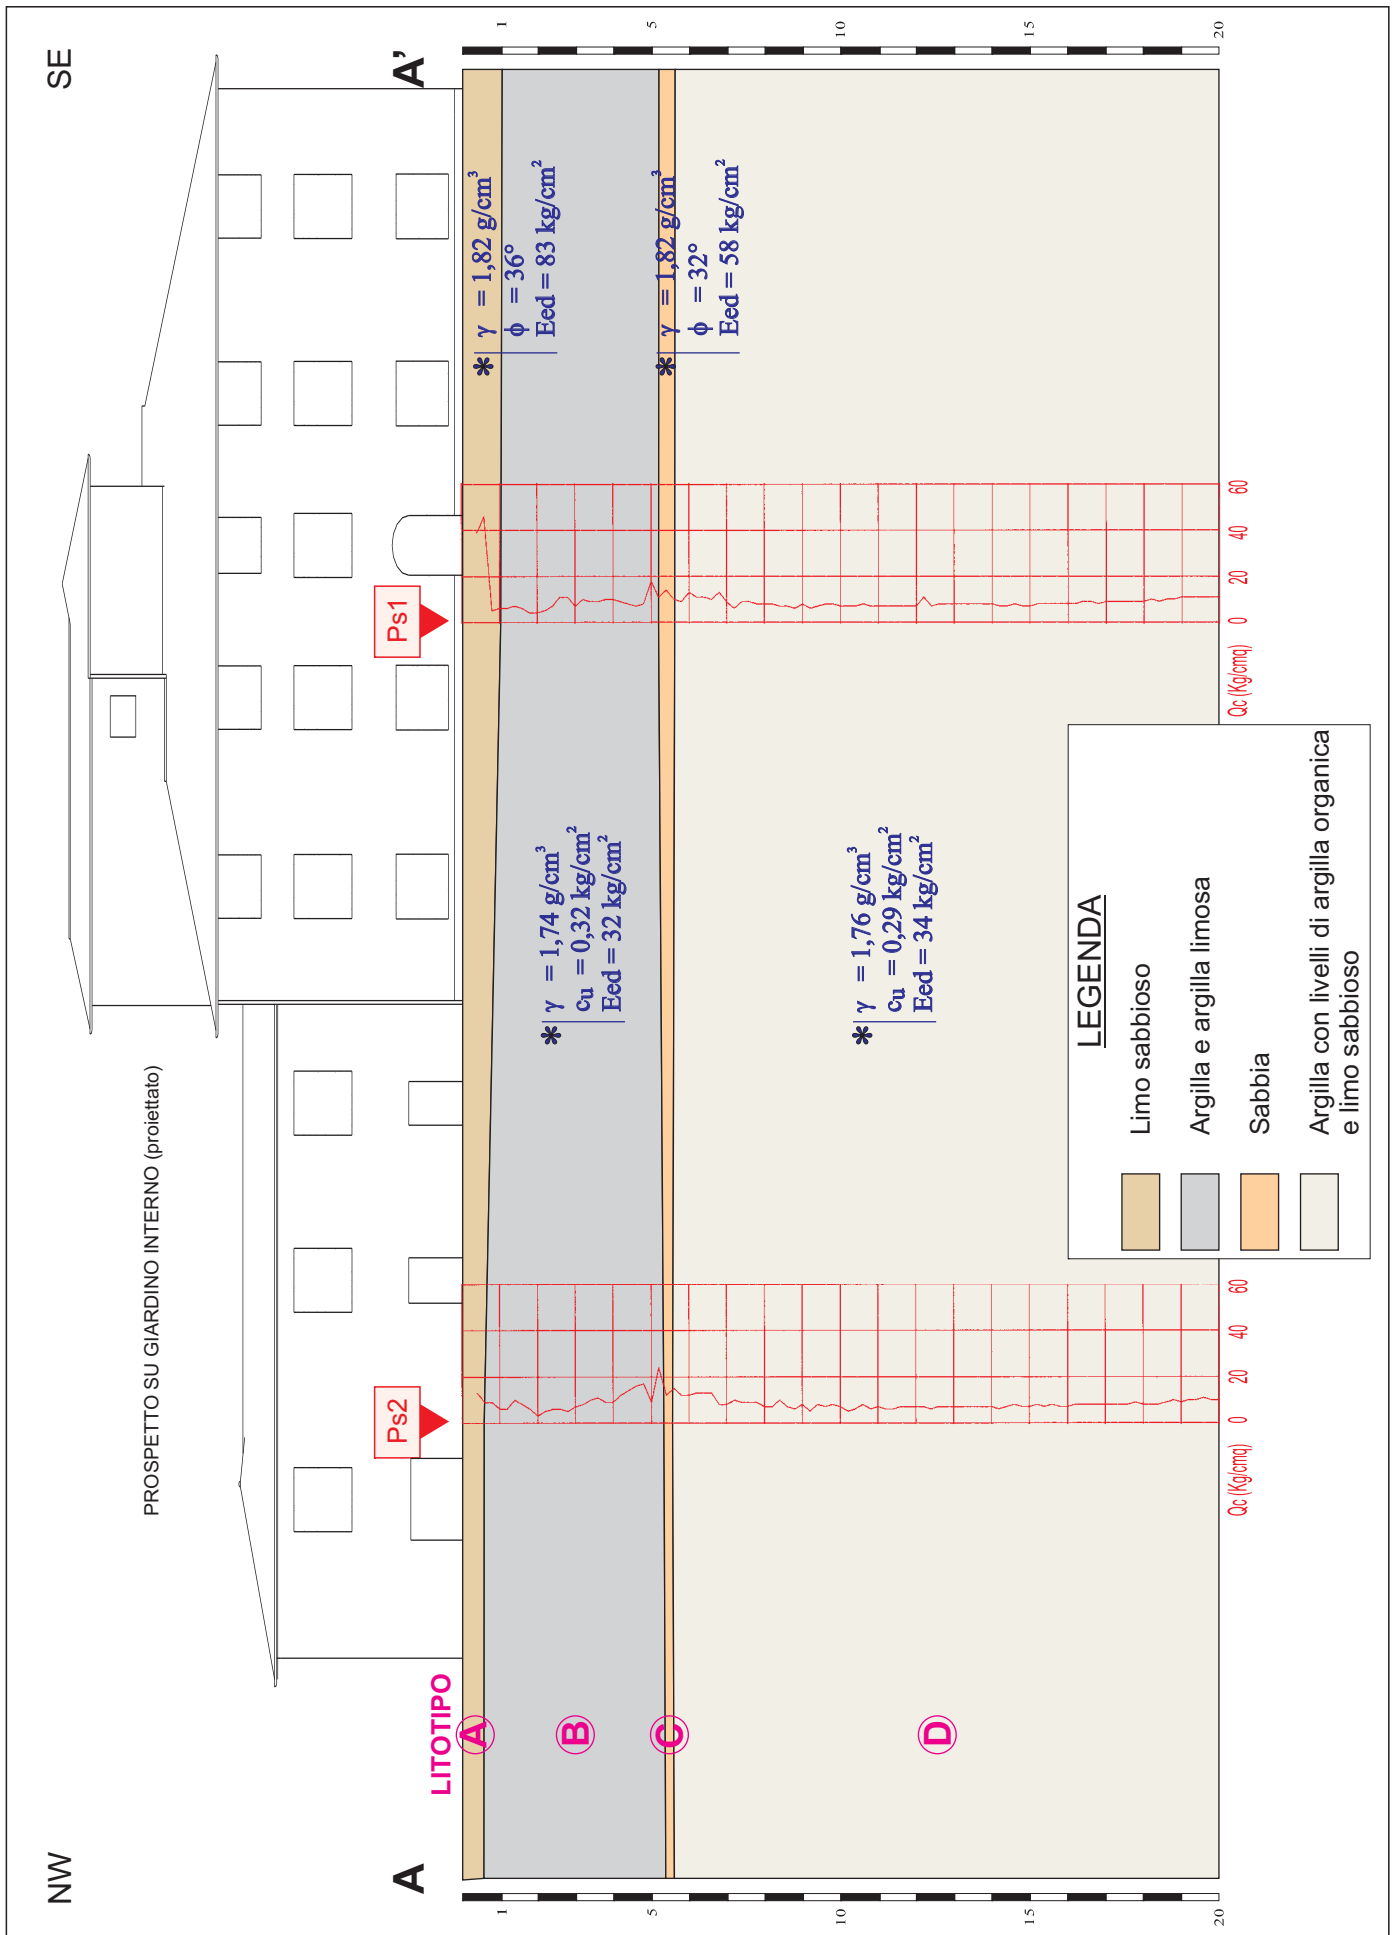 NW
SE
PROSPETTO SU GIARDINO INTERNO (proiettato)
A
A'
LITOTIPO
Ps2
Ps1
A
B
C
D
* γ = 1,82 g/cm³
ϕ = 36°
Eed = 83 kg/cm²
* γ = 1,74 g/cm³
cu = 0,32 kg/cm²
Eed = 32 kg/cm²
* γ = 1,82 g/cm³
ϕ = 32°
Eed = 58 kg/cm²
* γ = 1,76 g/cm³
cu = 0,29 kg/cm²
Eed = 34 kg/cm²
1
5
10
15
20
1
5
10
15
20
Qc (Kg/cmq) 0 20 40 60
Qc (Kg/cmq) 0 20 40 60
LEGENDA
Limo sabbioso
Argilla e argilla limosa
Sabbia
Argilla con livelli di argilla organica
e limo sabbioso